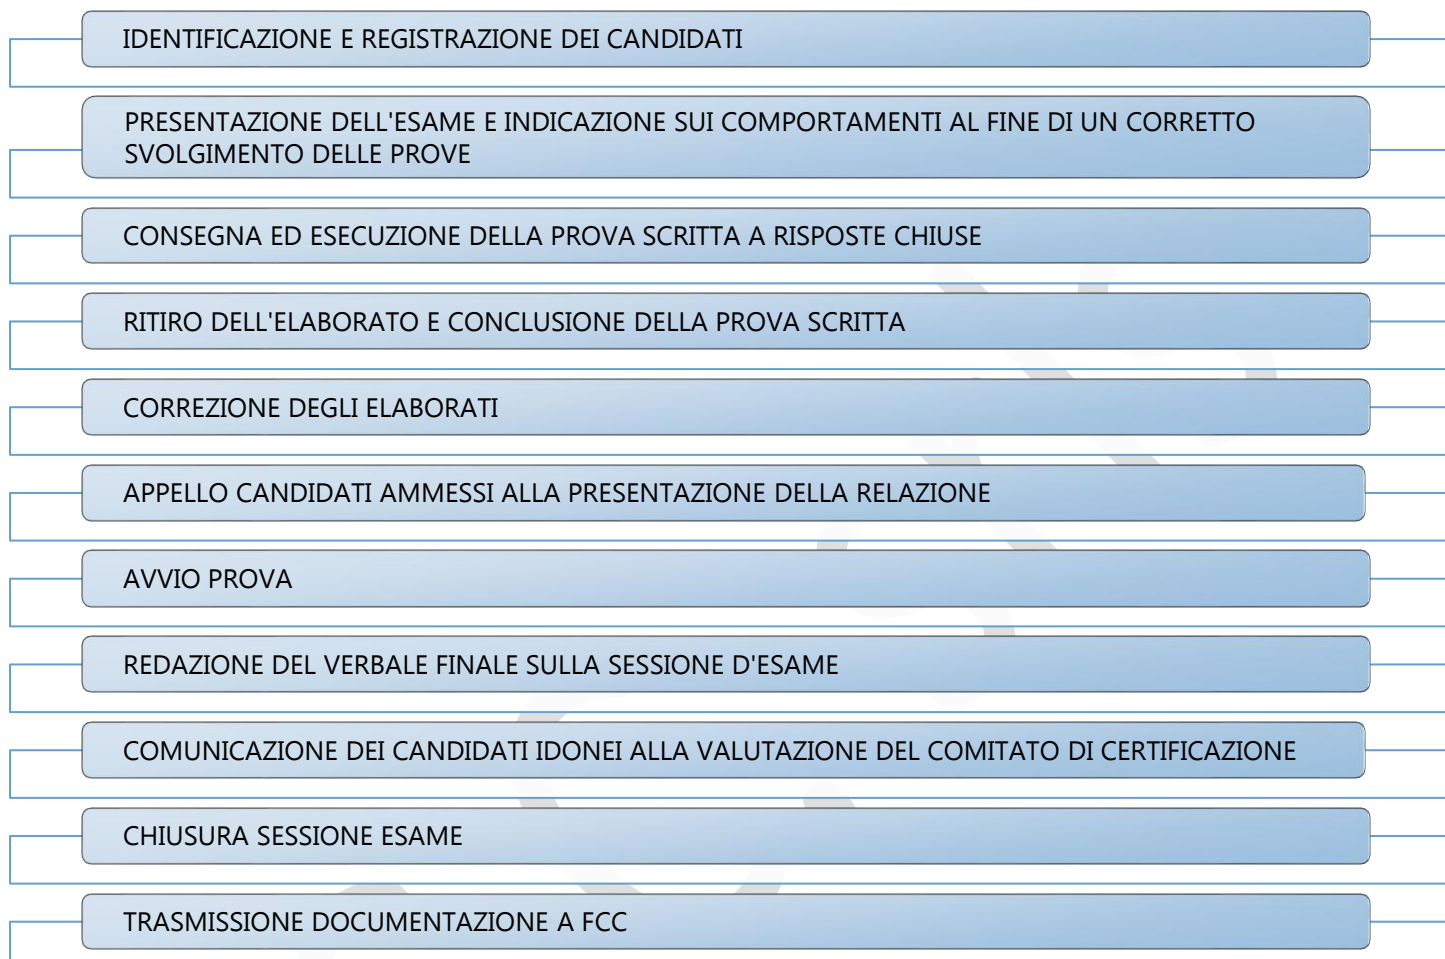 IDENTIFICAZIONE E REGISTRAZIONE DEI CANDIDATI
PRESENTAZIONE DELL'ESAME E INDICAZIONE SUI COMPORTAMENTI AL FINE DI UN CORRETTO
SVOLGIMENTO DELLE PROVE
CONSEGNA ED ESECUZIONE DELLA PROVA SCRITTA A RISPOSTE CHIUSE
RITIRO DELL'ELABORATO E CONCLUSIONE DELLA PROVA SCRITTA
CORREZIONE DEGLI ELABORATI
APPELLO CANDIDATI AMMESSI ALLA PRESENTAZIONE DELLA RELAZIONE
AVVIO PROVA
REDAZIONE DEL VERBALE FINALE SULLA SESSIONE D'ESAME
COMUNICAZIONE DEI CANDIDATI IDONEI ALLA VALUTAZIONE DEL COMITATO DI CERTIFICAZIONE
CHIUSURA SESSIONE ESAME
TRASMISSIONE DOCUMENTAZIONE A FCC